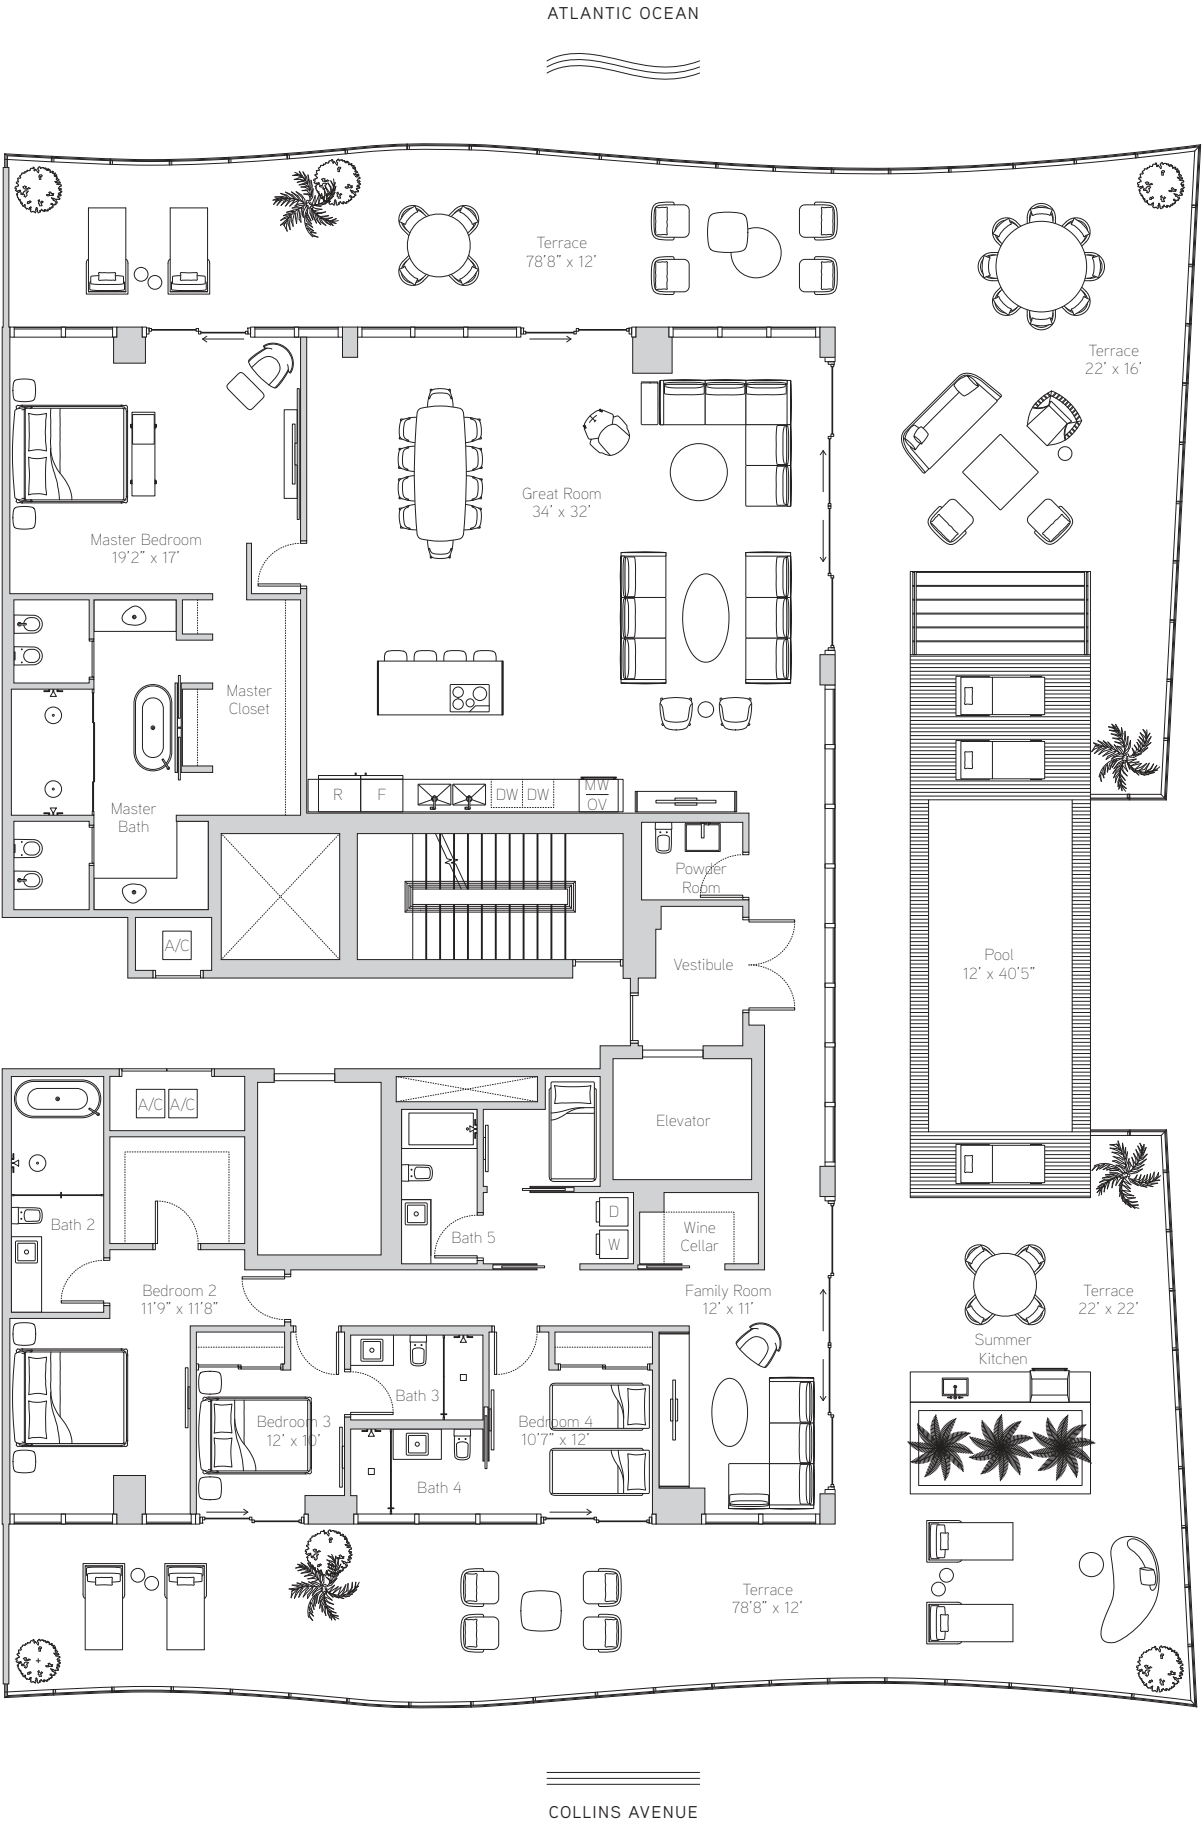 ATLANTIC OCEAN
Terrace
78'8" x 12'
Terrace
22' x 16'
Great Room
34' x 32'
Master Bedroom
19'2" x 17'
Master
Closet
Master
Bath
R
F
DW
DW
MW
OV
Powder
Room
A/C
Vestibule
Pool
12' x 40'5"
A/C
A/C
Elevator
Bath 2
Bath 5
D
W
Wine
Cellar
Bedroom 2
11'9" x 11'8"
Family Room
12' x 11'
Terrace
22' x 22'
Summer
Kitchen
Bath 3
Bedroom 3
12' x 10'
Bedroom 4
10'7" x 12'
Bath 4
Terrace
78'8" x 12'
COLLINS AVENUE